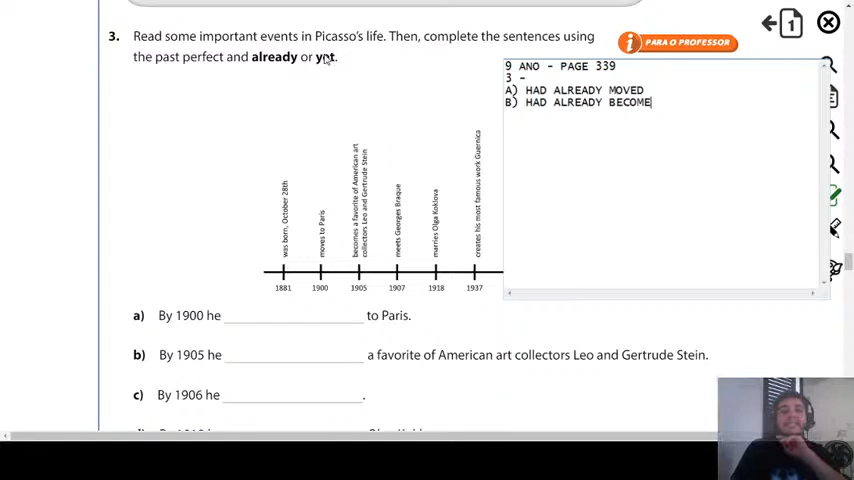 3. Read some important events in Picasso's life. Then, complete the sentences using
the past perfect and already or yet.
PARA O PROFESSOR
1
9 ANO - PAGE 339
3 -
A) HAD ALREADY MOVED
B) HAD ALREADY BECOME
was born, October 28th
moves to Paris
becomes a favorite of American art
collectors Leo and Gertrude Stein
meets Georges Braque
marries Olga Koklova
creates his most famous work Guernica
1881 1900 1905 1907 1918 1937
a) By 1900 he ____________ to Paris.
b) By 1905 he ____________ a favorite of American art collectors Leo and Gertrude Stein.
c) By 1906 he ____________.